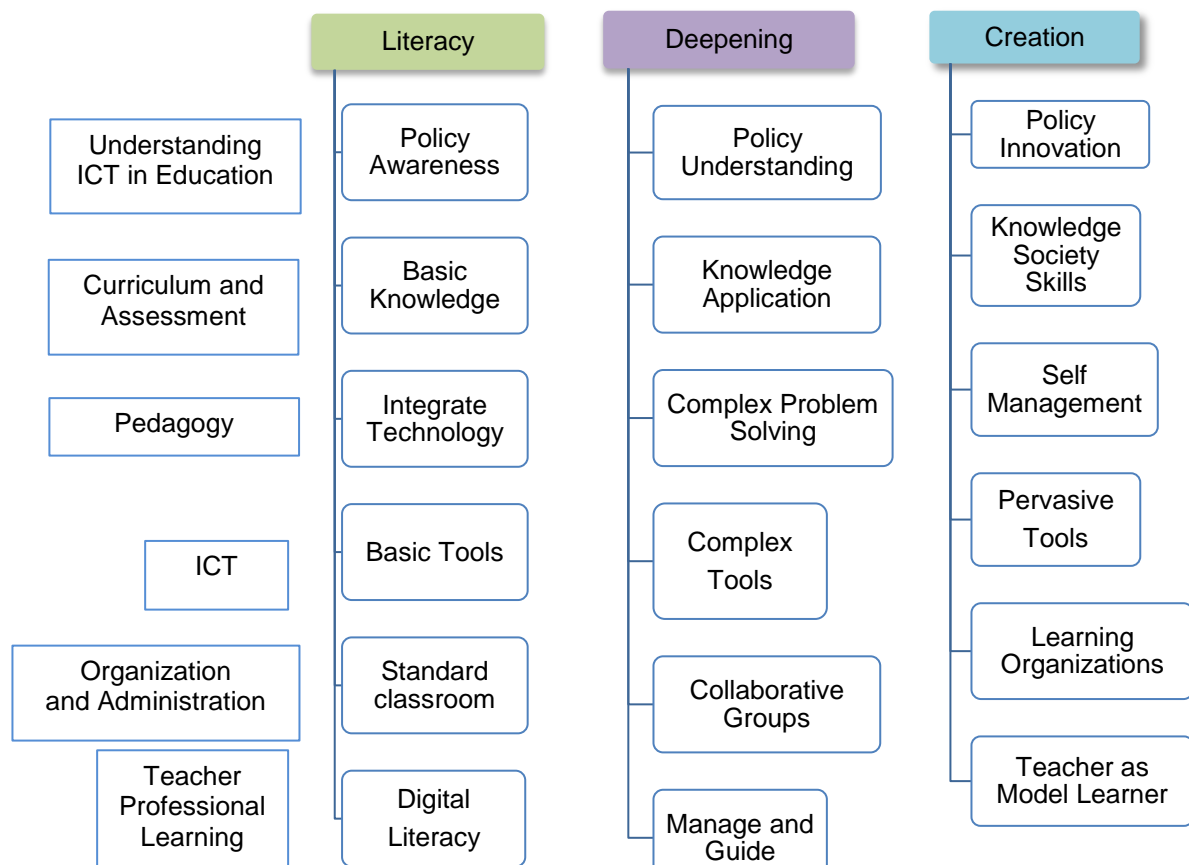 Literacy
Deepening
Creation
Understanding
ICT in Education
Policy
Awareness
Policy
Understanding
Policy
Innovation
Curriculum and
Assessment
Basic
Knowledge
Knowledge
Application
Knowledge
Society
Skills
Pedagogy
Integrate
Technology
Complex Problem
Solving
Self
Management
ICT
Basic Tools
Complex
Tools
Pervasive
Tools
Organization
and Administration
Standard
classroom
Collaborative
Groups
Learning
Organizations
Teacher
Professional
Learning
Digital
Literacy
Manage and
Guide
Teacher as
Model Learner